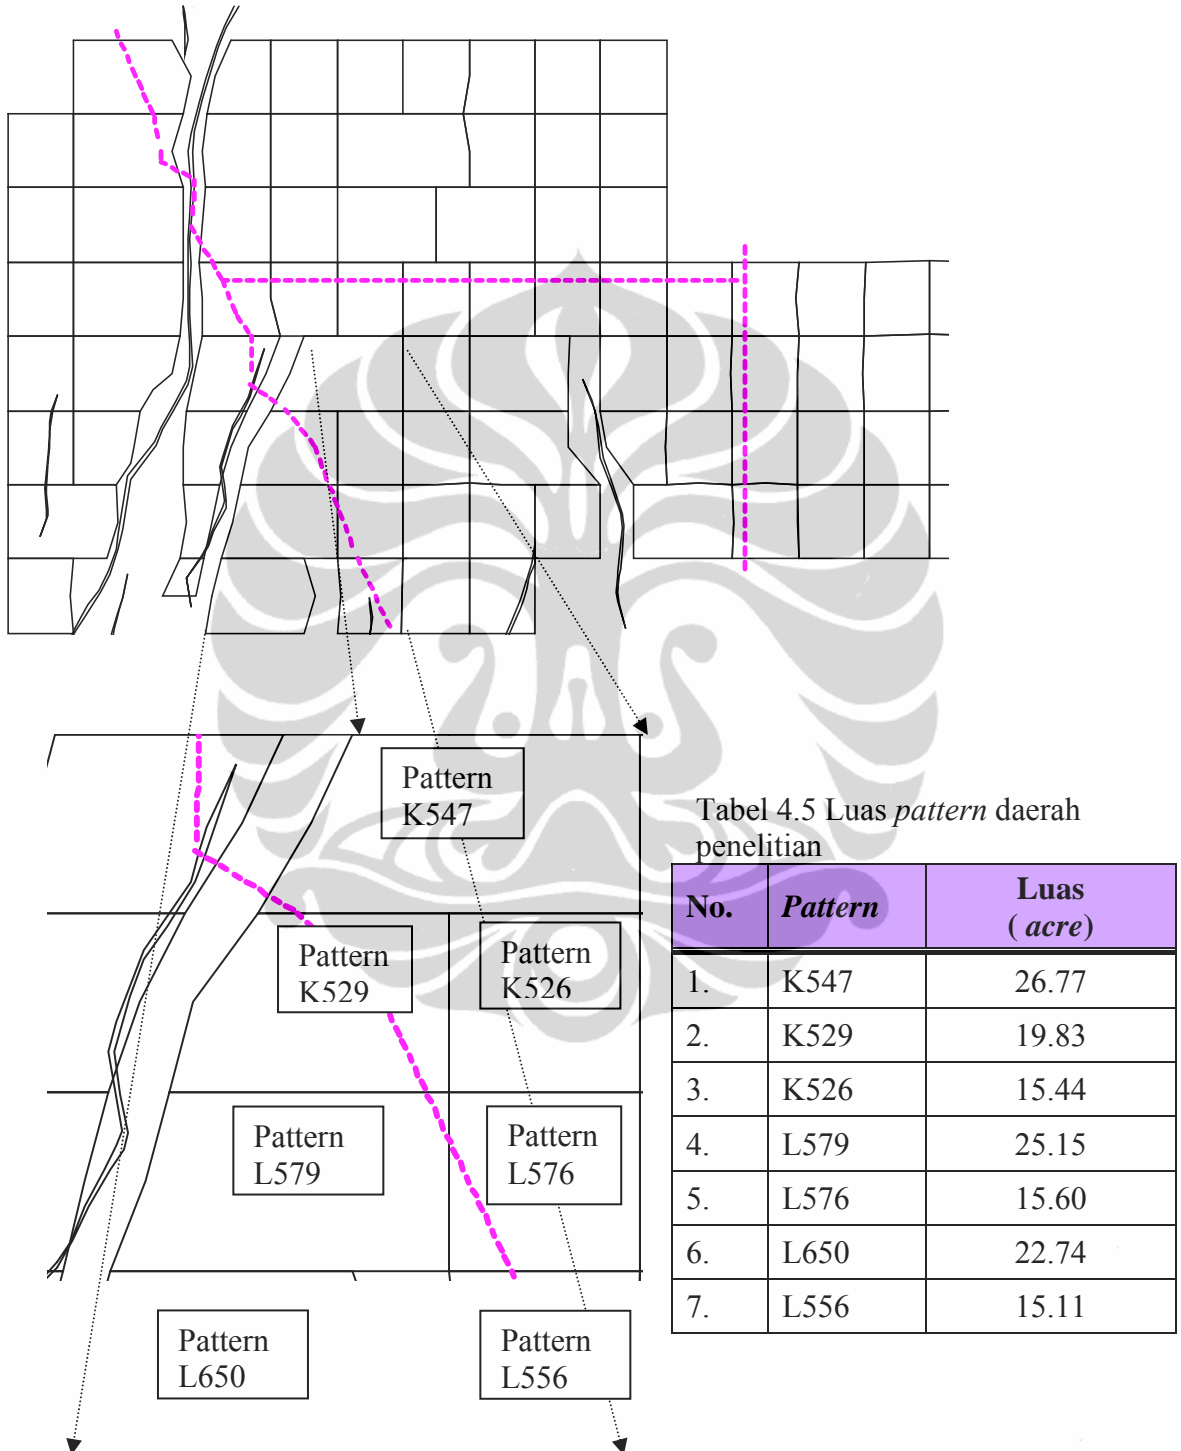 Pattern
K547
Tabel 4.5 Luas pattern daerah
penelitian
No. Pattern Luas
( acre)
1. K547 26.77
2. K529 19.83
3. K526 15.44
4. L579 25.15
5. L576 15.60
6. L650 22.74
7. L556 15.11
Pattern
K529
Pattern
K526
Pattern
L579
Pattern
L576
Pattern
L650
Pattern
L556